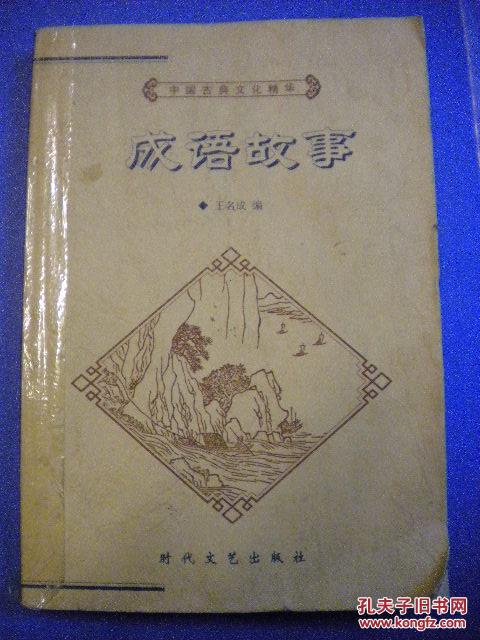 中国古典文化精华
成语故事
◆ 王名成 编
时代文艺出版社
孔夫子旧书网
www.kongfz.com